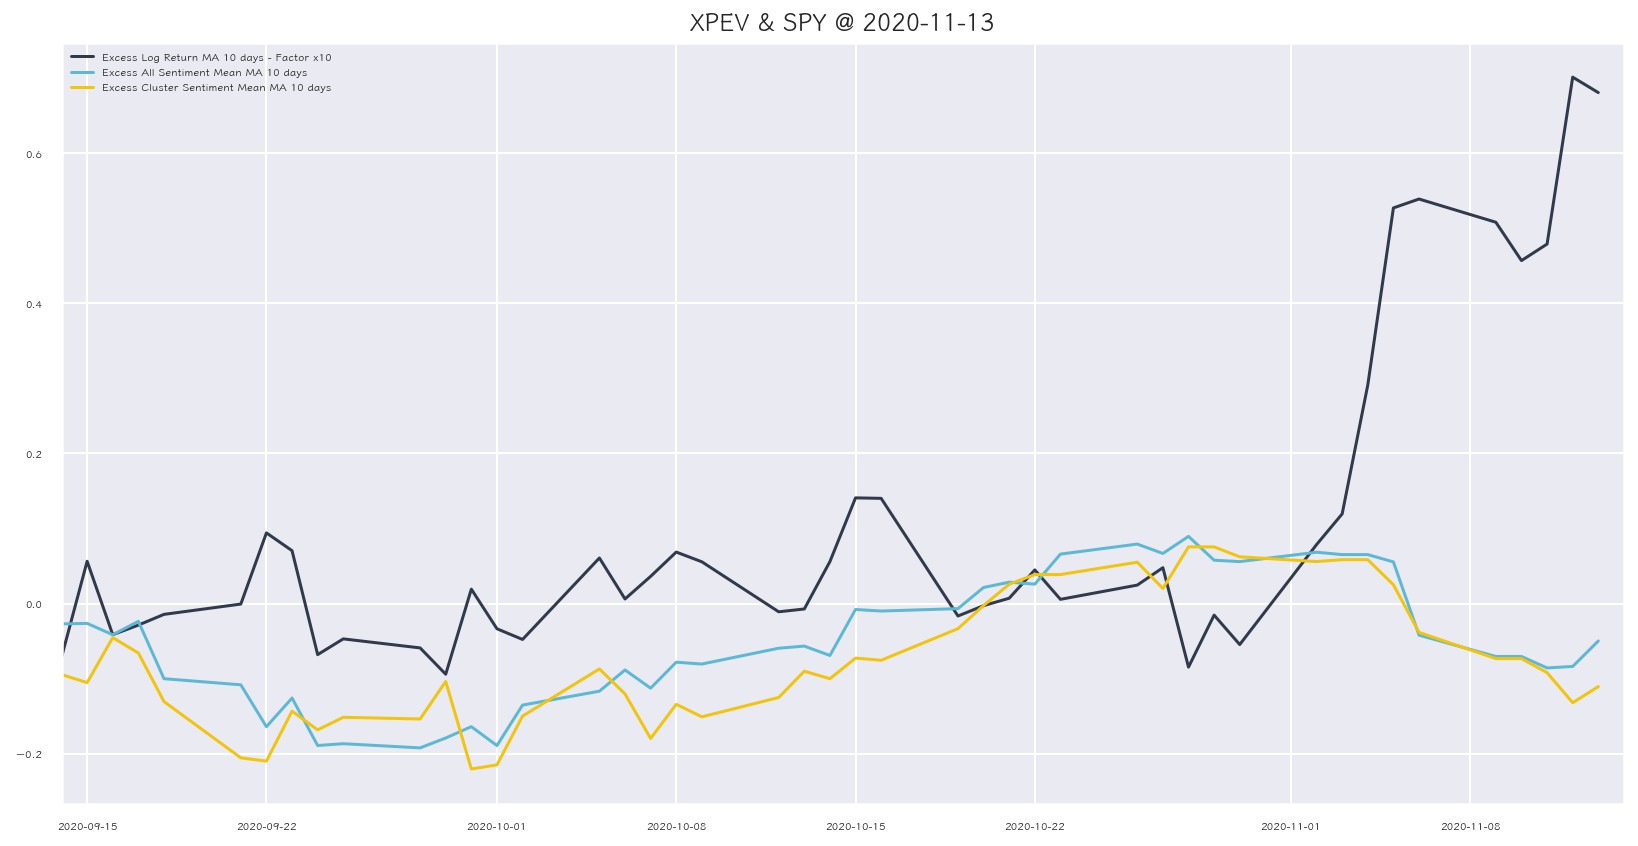 XPEV & SPY @ 2020-11-13
Excess Log Return MA 10 days - Factor x10
Excess All Sentiment Mean MA 10 days
Excess Cluster Sentiment Mean MA 10 days
0.6
0.4
0.2
0.0
−0.2
2020-09-15 2020-09-22 2020-10-01 2020-10-08 2020-10-15 2020-10-22 2020-11-01 2020-11-08